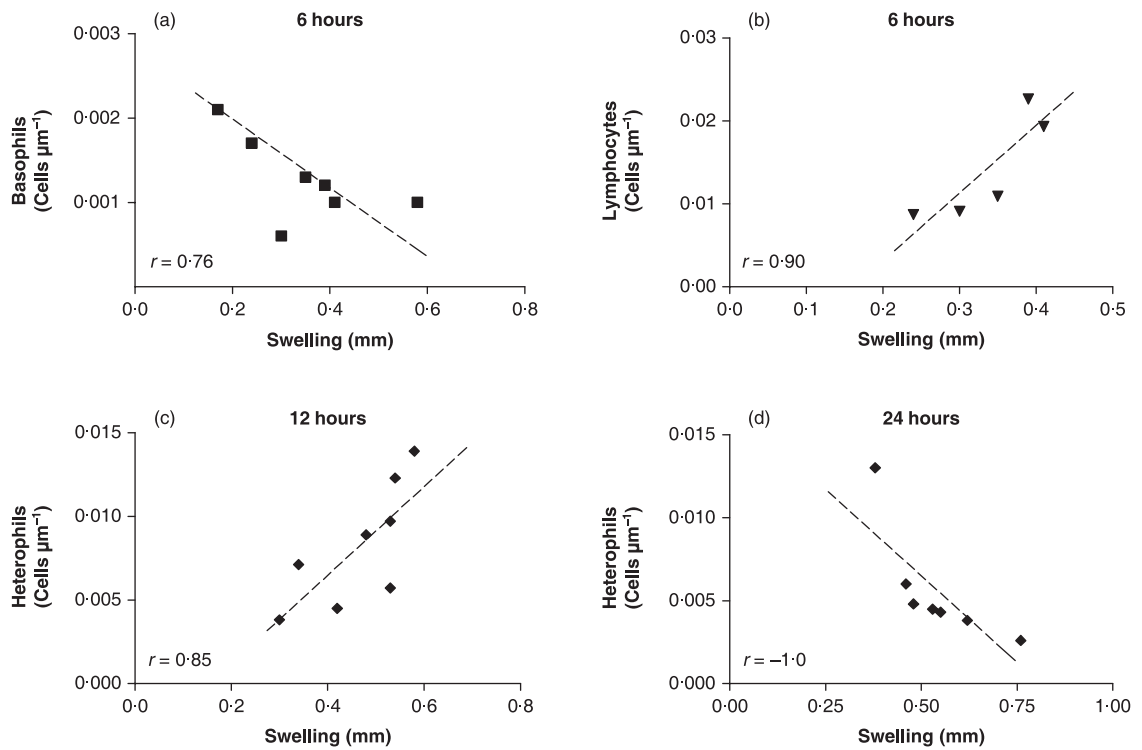 (a) 6 hours
0·003
0·002
0·001
Basophils
(Cells µm⁻¹)
r = 0·76
0·0 0·2 0·4 0·6 0·8
Swelling (mm)
(b) 6 hours
0·03
0·02
0·01
0·00
Lymphocytes
(Cells µm⁻¹)
r = 0·90
0·0 0·1 0·2 0·3 0·4 0·5
Swelling (mm)
(c) 12 hours
0·015
0·010
0·005
0·000
Heterophils
(Cells µm⁻¹)
r = 0·85
0·0 0·2 0·4 0·6 0·8
Swelling (mm)
(d) 24 hours
0·015
0·010
0·005
0·000
Heterophils
(Cells µm⁻¹)
r = –1·0
0·00 0·25 0·50 0·75 1·00
Swelling (mm)